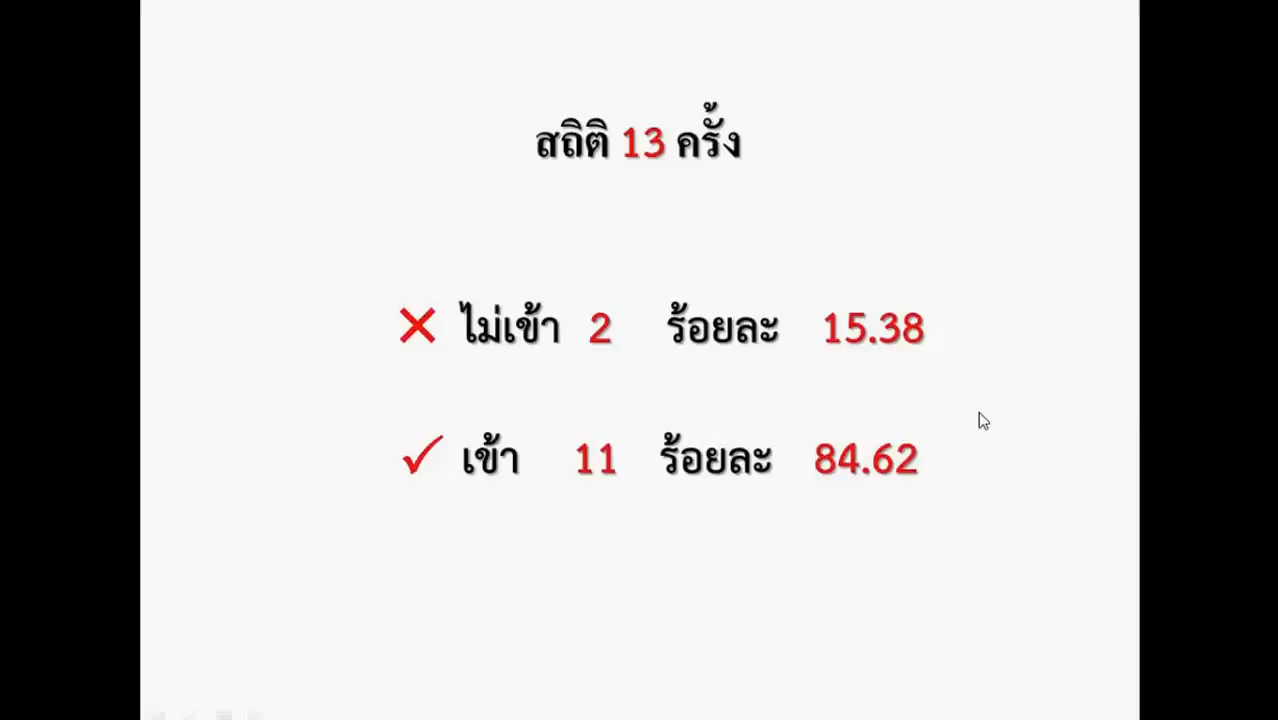 สถิติ 13 ครั้ง
ไม่เข้า 2 ร้อยละ 15.38
เข้า 11 ร้อยละ 84.62